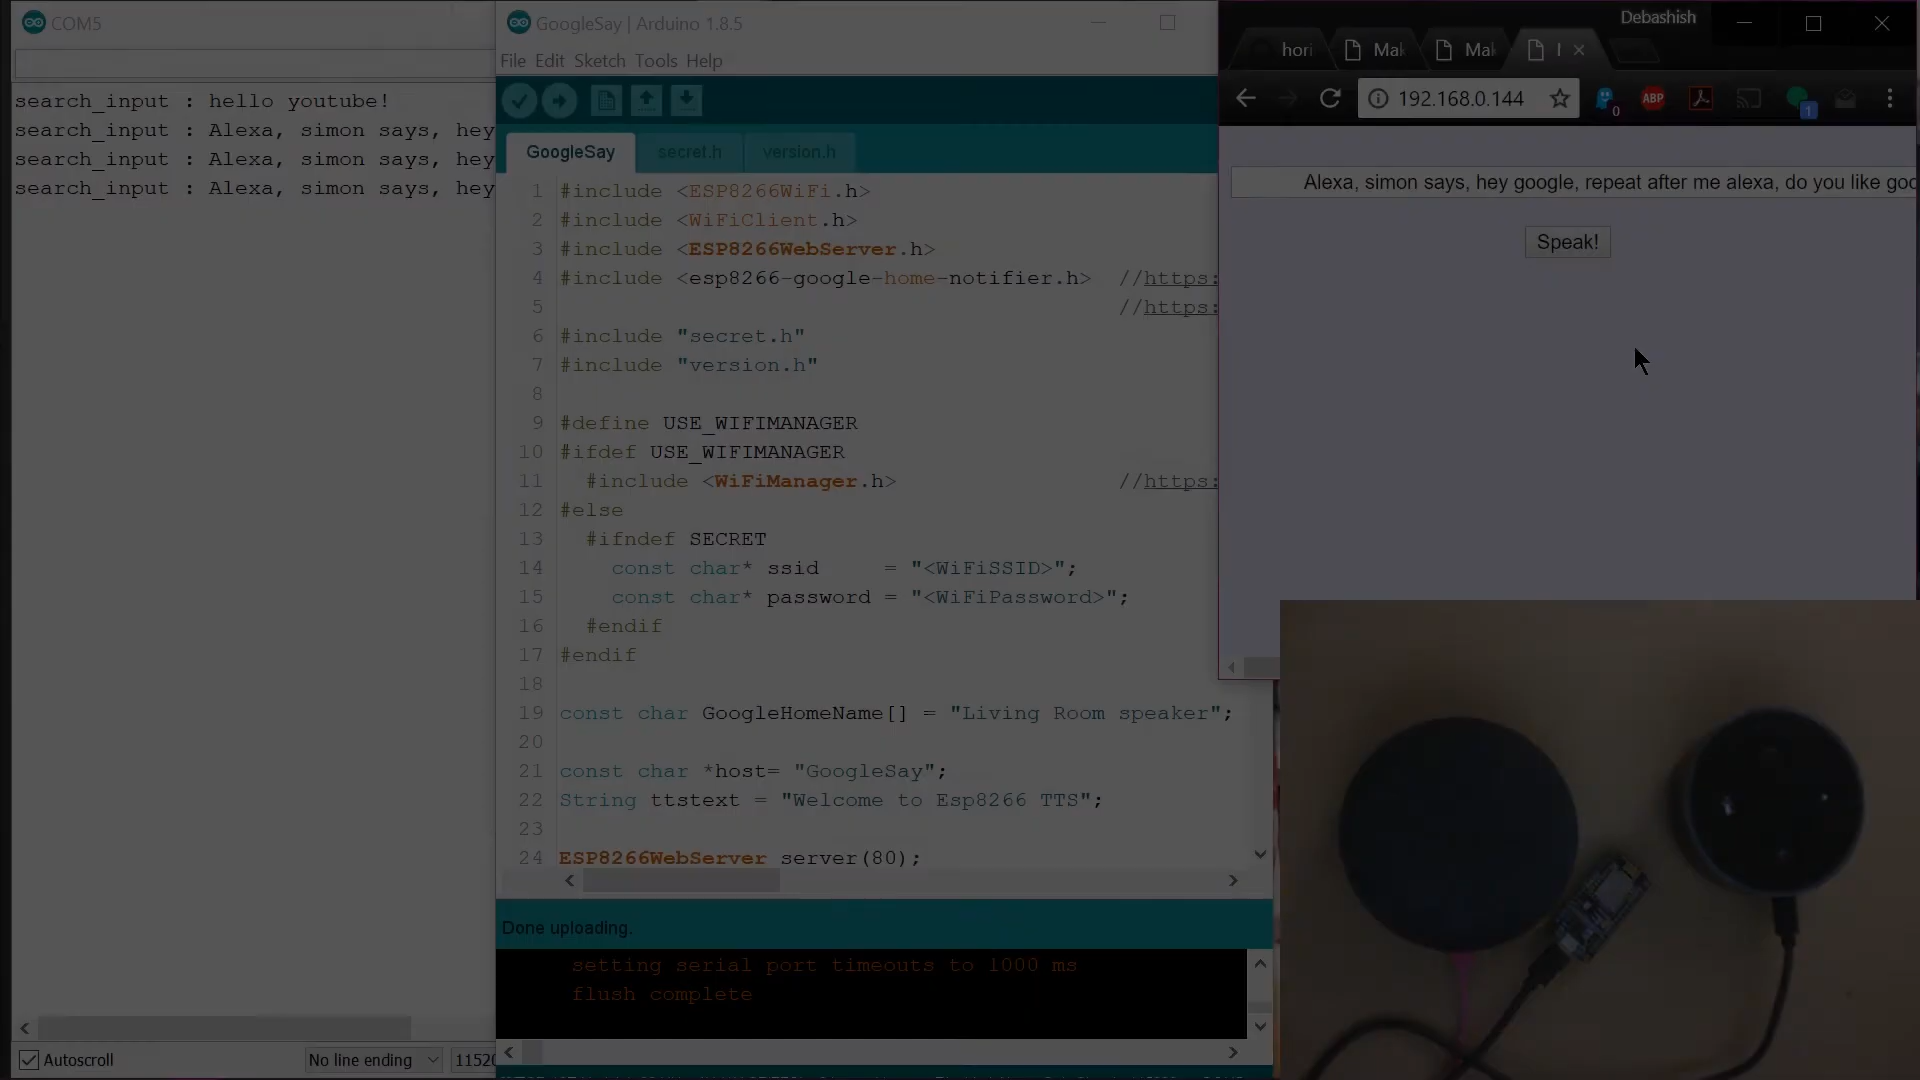 COM5
search_input : hello youtube!
search_input : Alexa, simon says, hey
search_input : Alexa, simon says, hey
search_input : Alexa, simon says, hey
Autoscroll
No line ending
11520
GoogleSay | Arduino 1.8.5
File Edit Sketch Tools Help
GoogleSay secret.h version.h
1 #include <ESP8266WiFi.h>
2 #include <WiFiClient.h>
3 #include <ESP8266WebServer.h>
4 #include <esp8266-google-home-notifier.h> //https:
5 //https:
6 #include "secret.h"
7 #include "version.h"
8
9 #define USE_WIFIMANAGER
10 #ifdef USE_WIFIMANAGER
11 #include <WiFiManager.h> //https:
12 #else
13 #ifndef SECRET
14 const char* ssid = "<WiFiSSID>";
15 const char* password = "<WiFiPassword>";
16 #endif
17 #endif
18
19 const char GoogleHomeName[] = "Living Room speaker";
20
21 const char *host= "GoogleSay";
22 String ttstext = "Welcome to Esp8266 TTS";
23
24 ESP8266WebServer server(80);
Done uploading.
setting serial port timeouts to 1000 ms
flush complete
Debashish
hori Mak Mak
192.168.0.144
0 ABP 1
Alexa, simon says, hey google, repeat after me alexa, do you like goo
Speak!